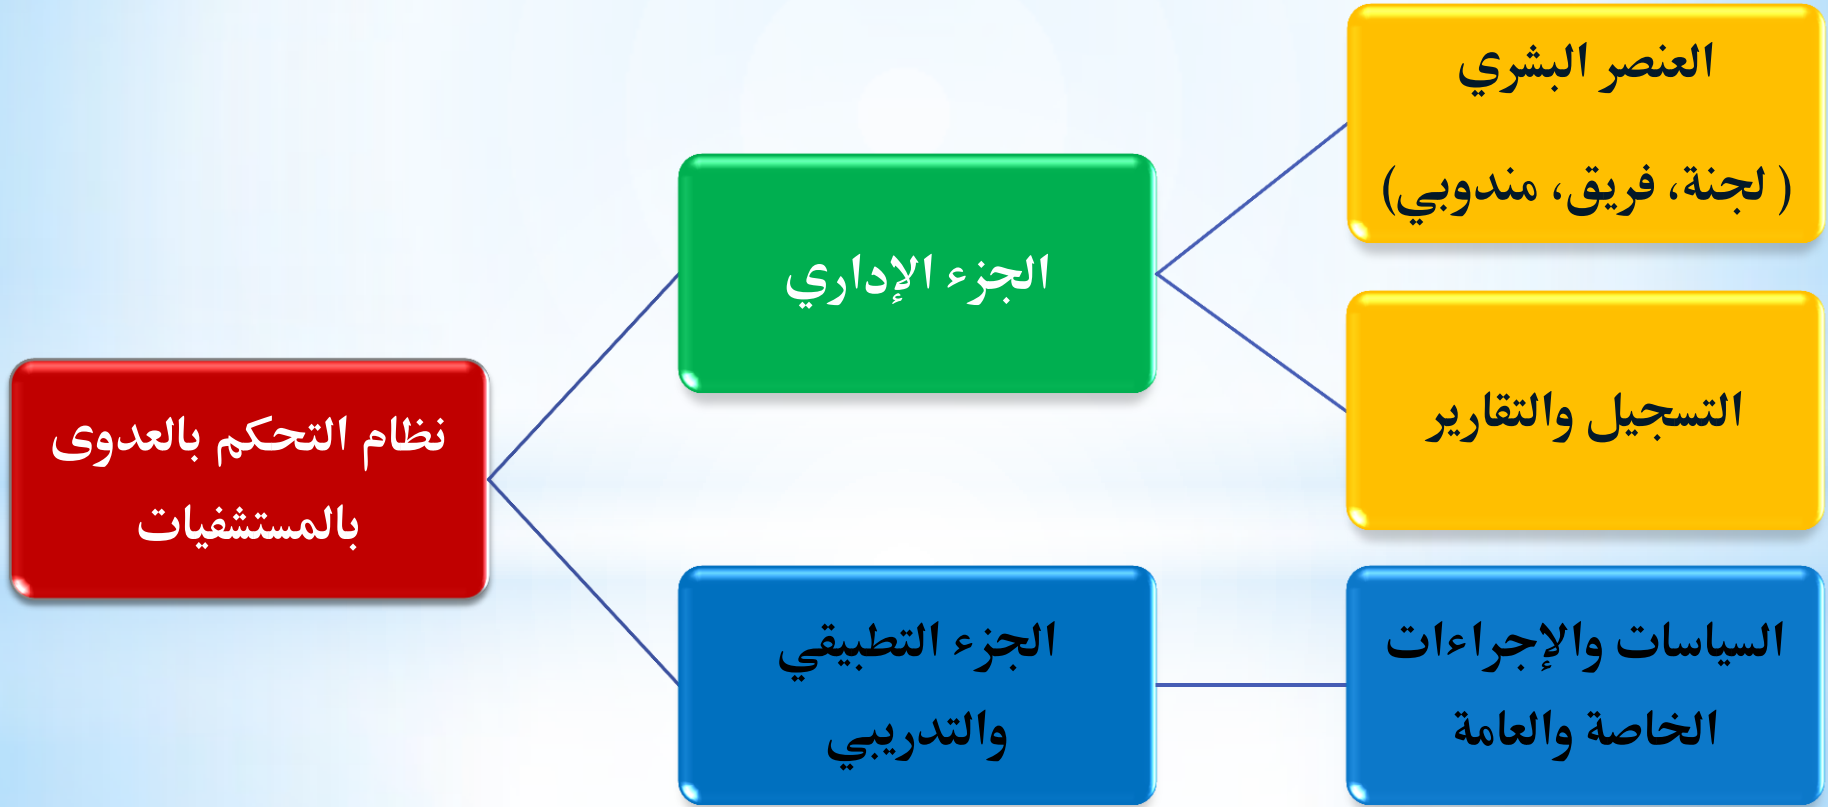 نظام التحكم بالعدوى
بالمستشفيات
الجزء الإداري
العنصر البشري
( لجنة، فريق، مندوبي)
التسجيل والتقارير
الجزء التطبيقي
والتدريبي
السياسات والإجراءات
الخاصة والعامة